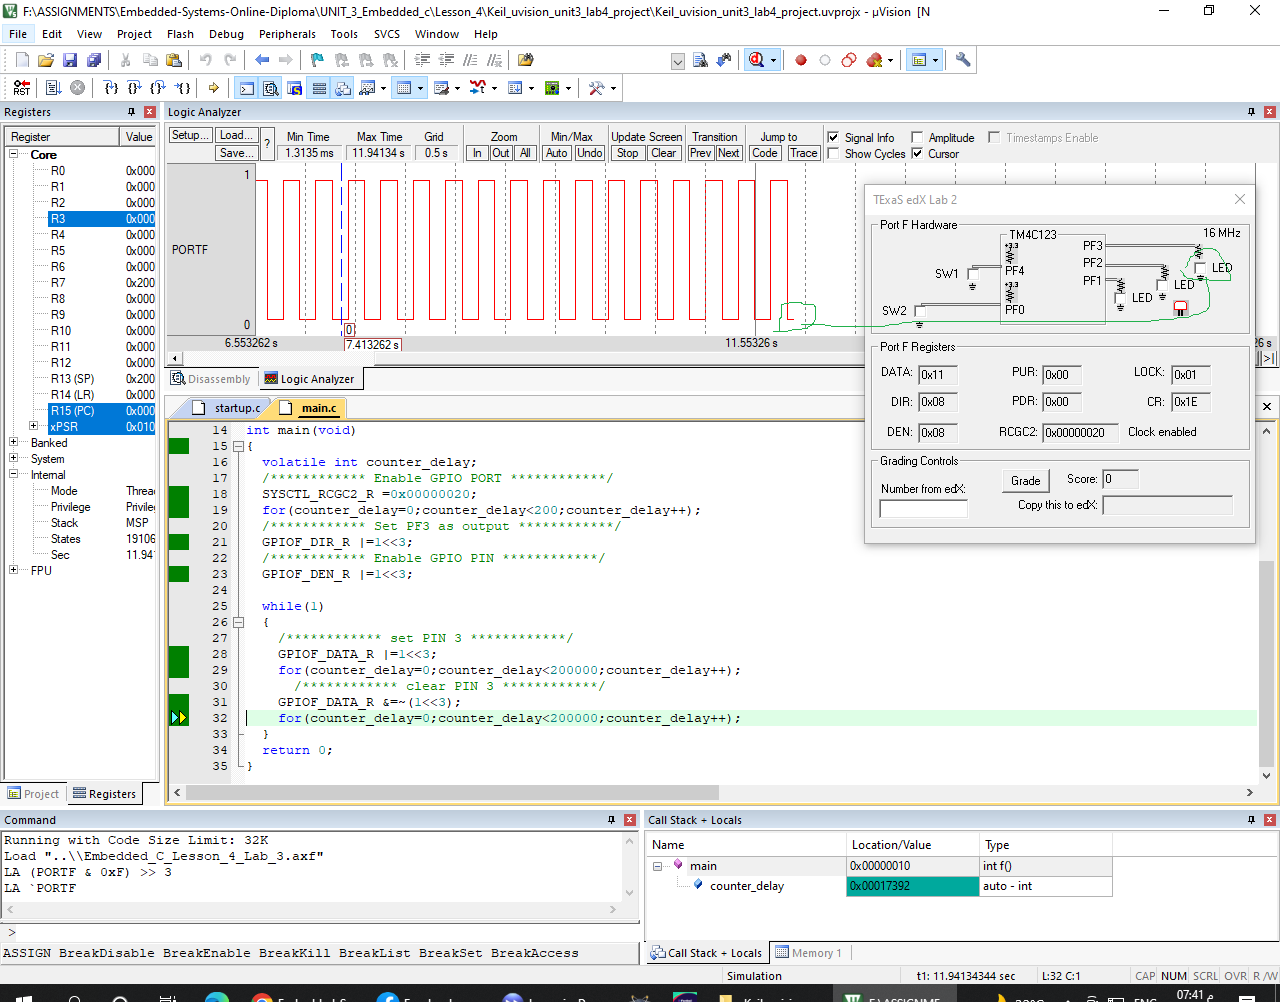 F:\ASSIGNMENTS\Embedded-Systems-Online-Diploma\UNIT_3_Embedded_c\Lesson_4\Keil_uvision_unit3_lab4_project\Keil_uvision_unit3_lab4_project.uvprojx - µVision [N
File Edit View Project Flash Debug Peripherals Tools SVCS Window Help
Registers
Register Value
Core
R0 0x000
R1 0x000
R2 0x000
R3 0x000
R4 0x000
R5 0x000
R6 0x000
R7 0x200
R8 0x000
R9 0x000
R10 0x000
R11 0x000
R12 0x000
R13 (SP) 0x200
R14 (LR) 0x000
R15 (PC) 0x000
xPSR 0x010
Banked
System
Internal
Mode Threa
Privilege Privile
Stack MSP
States 19106
Sec 11.941
FPU
Project Registers
Logic Analyzer
Setup... Load... Save... ?
Min Time Max Time Grid Zoom Min/Max Update Screen Transition Jump to
1.3135 ms 11.94134 s 0.5 s In Out All Auto Undo Stop Clear Prev Next Code Trace
Signal Info Amplitude Timestamps Enable
Show Cycles Cursor
1
PORTF
0
0
6.553262 s 7.413262 s 11.55326 s 26 s
Disassembly Logic Analyzer
TExaS edX Lab 2
Port F Hardware
16 MHz
TM4C123
+3.3
PF3
PF2
PF1
SW1
PF4
+3.3
SW2
PF0
LED
LED
LED
Port F Registers
DATA: 0x11 PUR: 0x00 LOCK: 0x01
DIR: 0x08 PDR: 0x00 CR: 0x1E
DEN: 0x08 RCGC2: 0x00000020 Clock enabled
Grading Controls
Number from edX:
Grade Score: 0
Copy this to edX:
startup.c main.c
14 int main(void)
15 {
16 volatile int counter_delay;
17 /************ Enable GPIO PORT ************/
18 SYSCTL_RCGC2_R =0x00000020;
19 for(counter_delay=0;counter_delay<200;counter_delay++);
20 /************ Set PF3 as output ************/
21 GPIOF_DIR_R |=1<<3;
22 /************ Enable GPIO PIN ************/
23 GPIOF_DEN_R |=1<<3;
24
25 while(1)
26 {
27 /************ set PIN 3 ************/
28 GPIOF_DATA_R |=1<<3;
29 for(counter_delay=0;counter_delay<200000;counter_delay++);
30 /************ clear PIN 3 ************/
31 GPIOF_DATA_R &=~(1<<3);
32 for(counter_delay=0;counter_delay<200000;counter_delay++);
33 }
34 return 0;
35 }
Command
Running with Code Size Limit: 32K
Load "..\\Embedded_C_Lesson_4_Lab_3.axf"
LA (PORTF & 0xF) >> 3
LA `PORTF
>
ASSIGN BreakDisable BreakEnable BreakKill BreakList BreakSet BreakAccess
Call Stack + Locals
Name Location/Value Type
main 0x00000010 int f()
counter_delay 0x00017392 auto - int
Call Stack + Locals Memory 1
Simulation t1: 11.94134344 sec L:32 C:1 CAP NUM SCRL OVR R/W
07:41